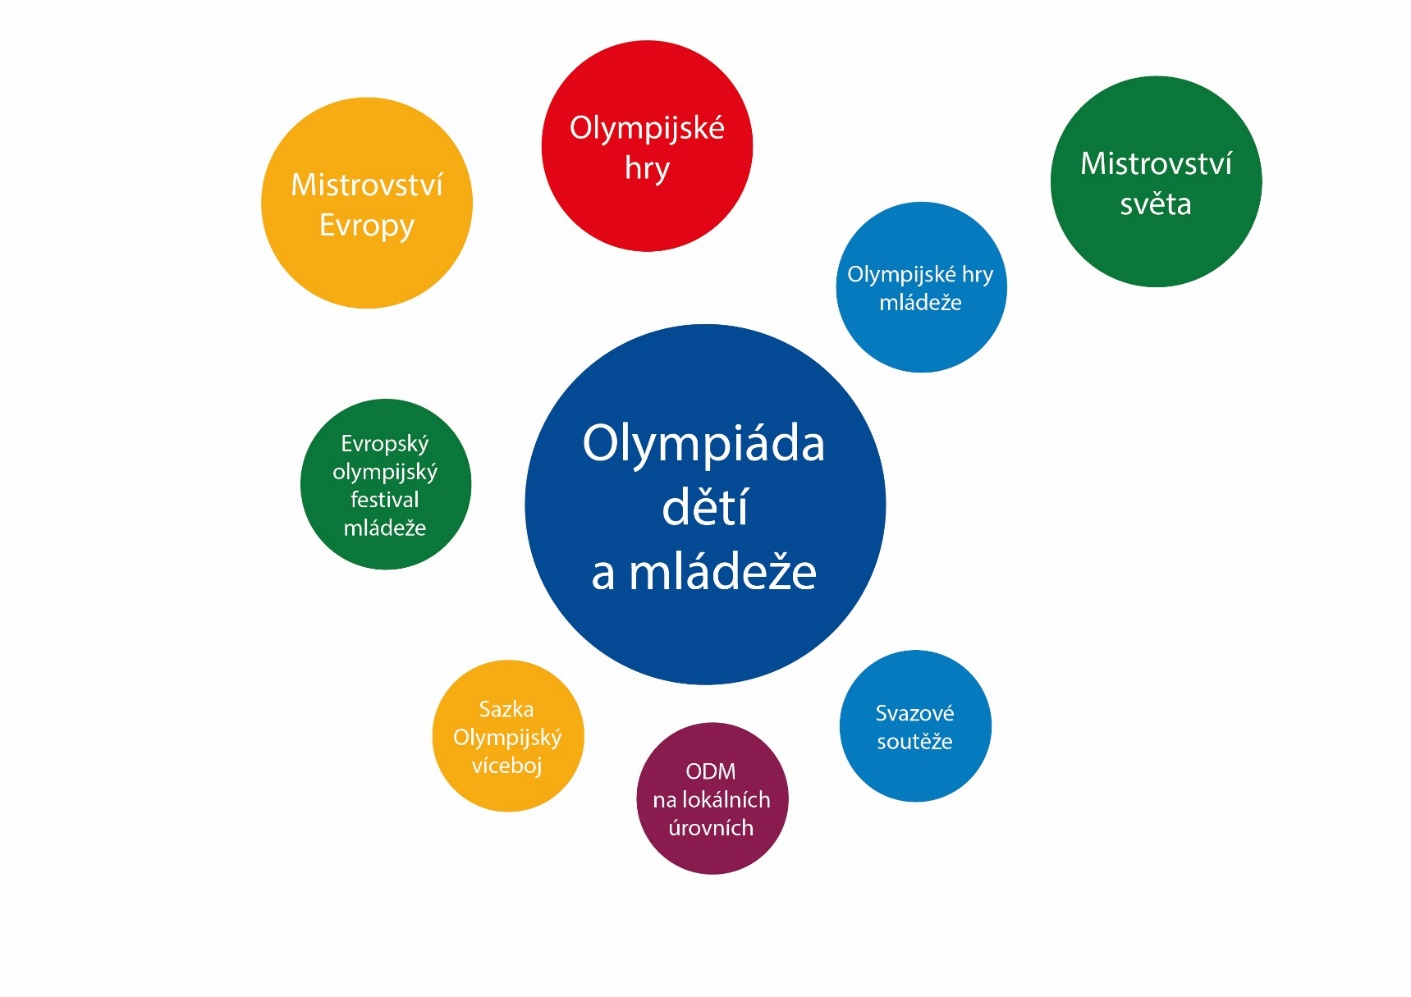 Olympijské
hry
Mistrovství
Evropy
Mistrovství
světa
Olympijské hry
mládeže
Evropský
olympijský
festival
mládeže
Olympiáda
dětí
a mládeže
Sazka
Olympijský
víceboj
ODM
na lokálních
úrovních
Svazové
soutěže